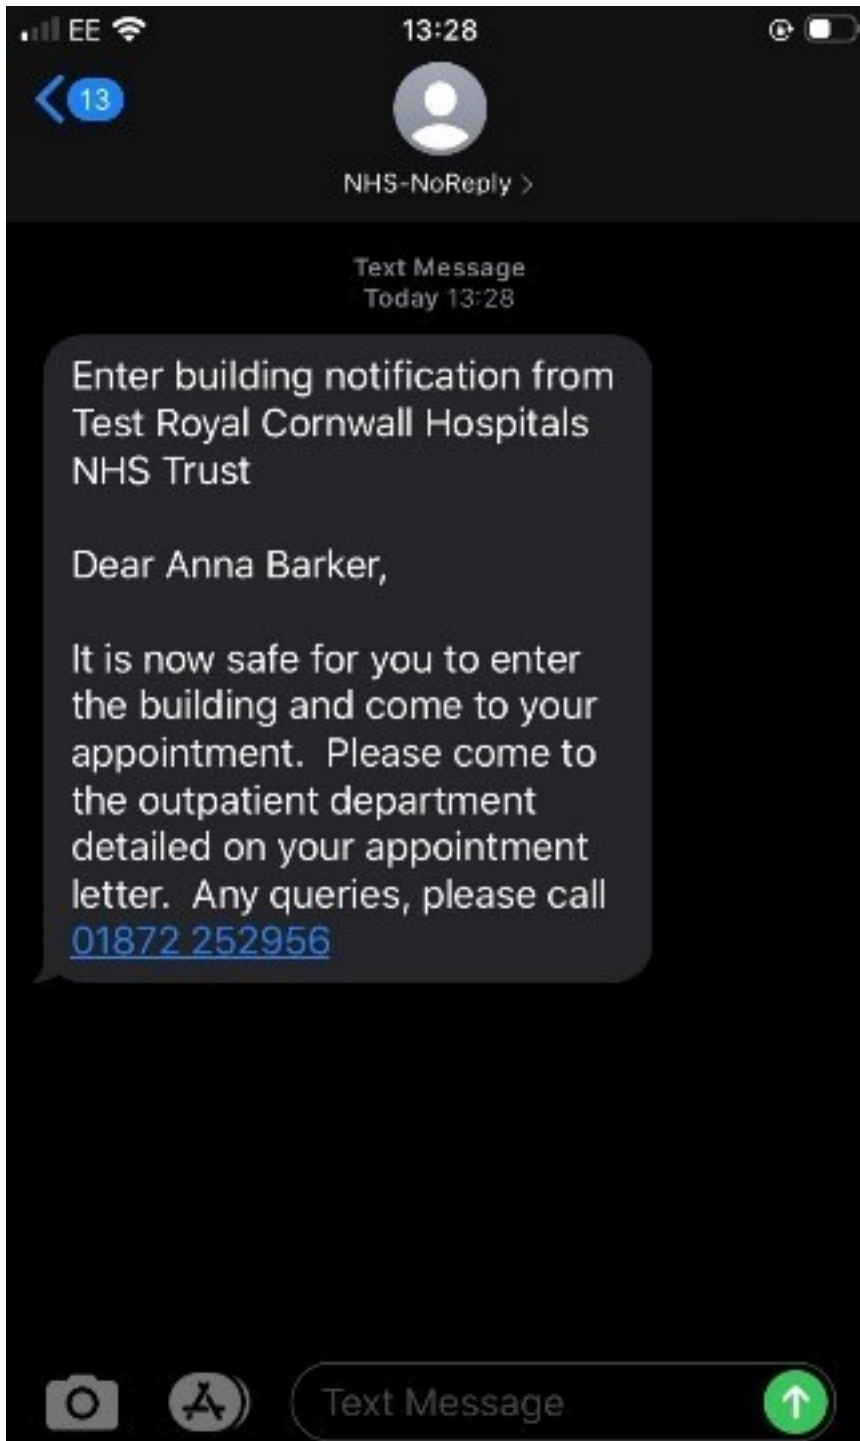 EE 13:28
13
NHS-NoReply >
Text Message
Today 13:28
Enter building notification from
Test Royal Cornwall Hospitals
NHS Trust
Dear Anna Barker,
It is now safe for you to enter
the building and come to your
appointment.  Please come to
the outpatient department
detailed on your appointment
letter.  Any queries, please call
01872 252956
Text Message